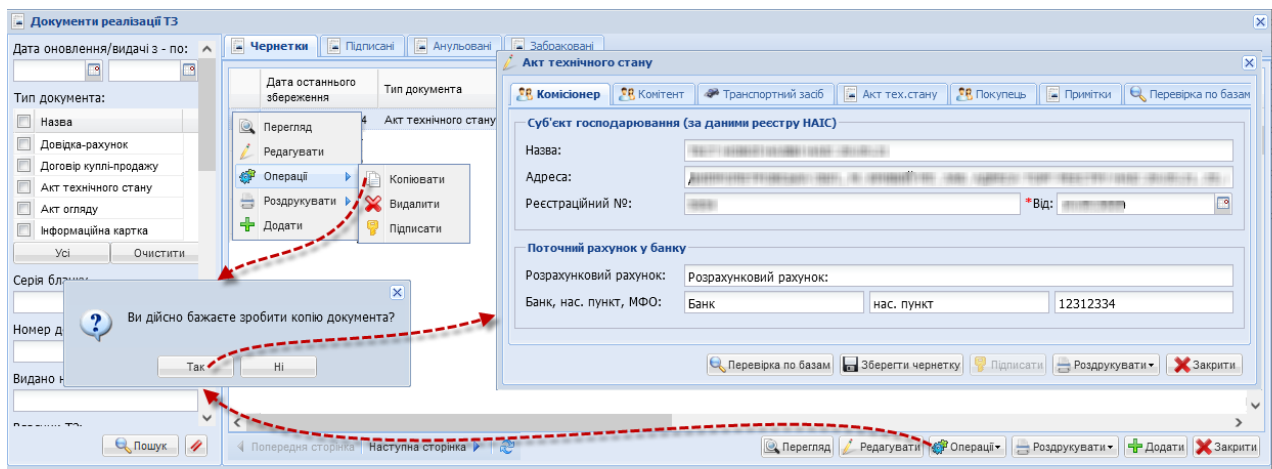 Документи реалізації ТЗ
Дата оновлення/видачі з - по:
Тип документа:
Назва
Довідка-рахунок
Договір куплі-продажу
Акт технічного стану
Акт огляду
Інформаційна картка
Усі Очистити
Серія
Номер
Видано
Пошук
Чернетки Підписані Анульовані Забраковані
Дата останнього
збереження
Тип документа
4 Акт технічного стану
Перегляд
Редагувати
Операції
Роздрукувати
Додати
Копіювати
Видалити
Підписати
Ви дійсно бажаєте зробити копію документа?
Так Ні
Акт технічного стану
Комісіонер Комітент Транспортний засіб Акт тех.стану Покупець Примітки Перевірка по базам
Суб'єкт господарювання (за даними реєстру НАІС)
Назва:
Адреса:
Реєстраційний №: *Від:
Поточний рахунок у банку
Розрахунковий рахунок: Розрахунковий рахунок:
Банк, нас. пункт, МФО: Банк нас. пункт 12312334
Перевірка по базам Зберегти чернетку Підписати Роздрукувати Закрити
Попередня сторінка Наступна сторінка Перегляд Редагувати Операції Роздрукувати Додати Закрити